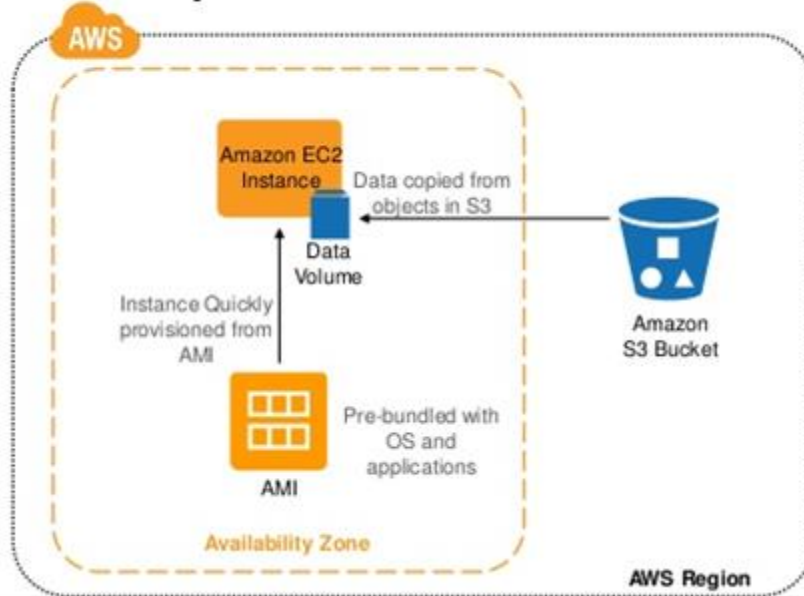 AWS
Amazon EC2
Instance
Data copied from
objects in S3
Data
Volume
Instance Quickly
provisioned from
AMI
Amazon
S3 Bucket
Pre-bundled with
OS and
applications
AMI
Availability Zone
AWS Region